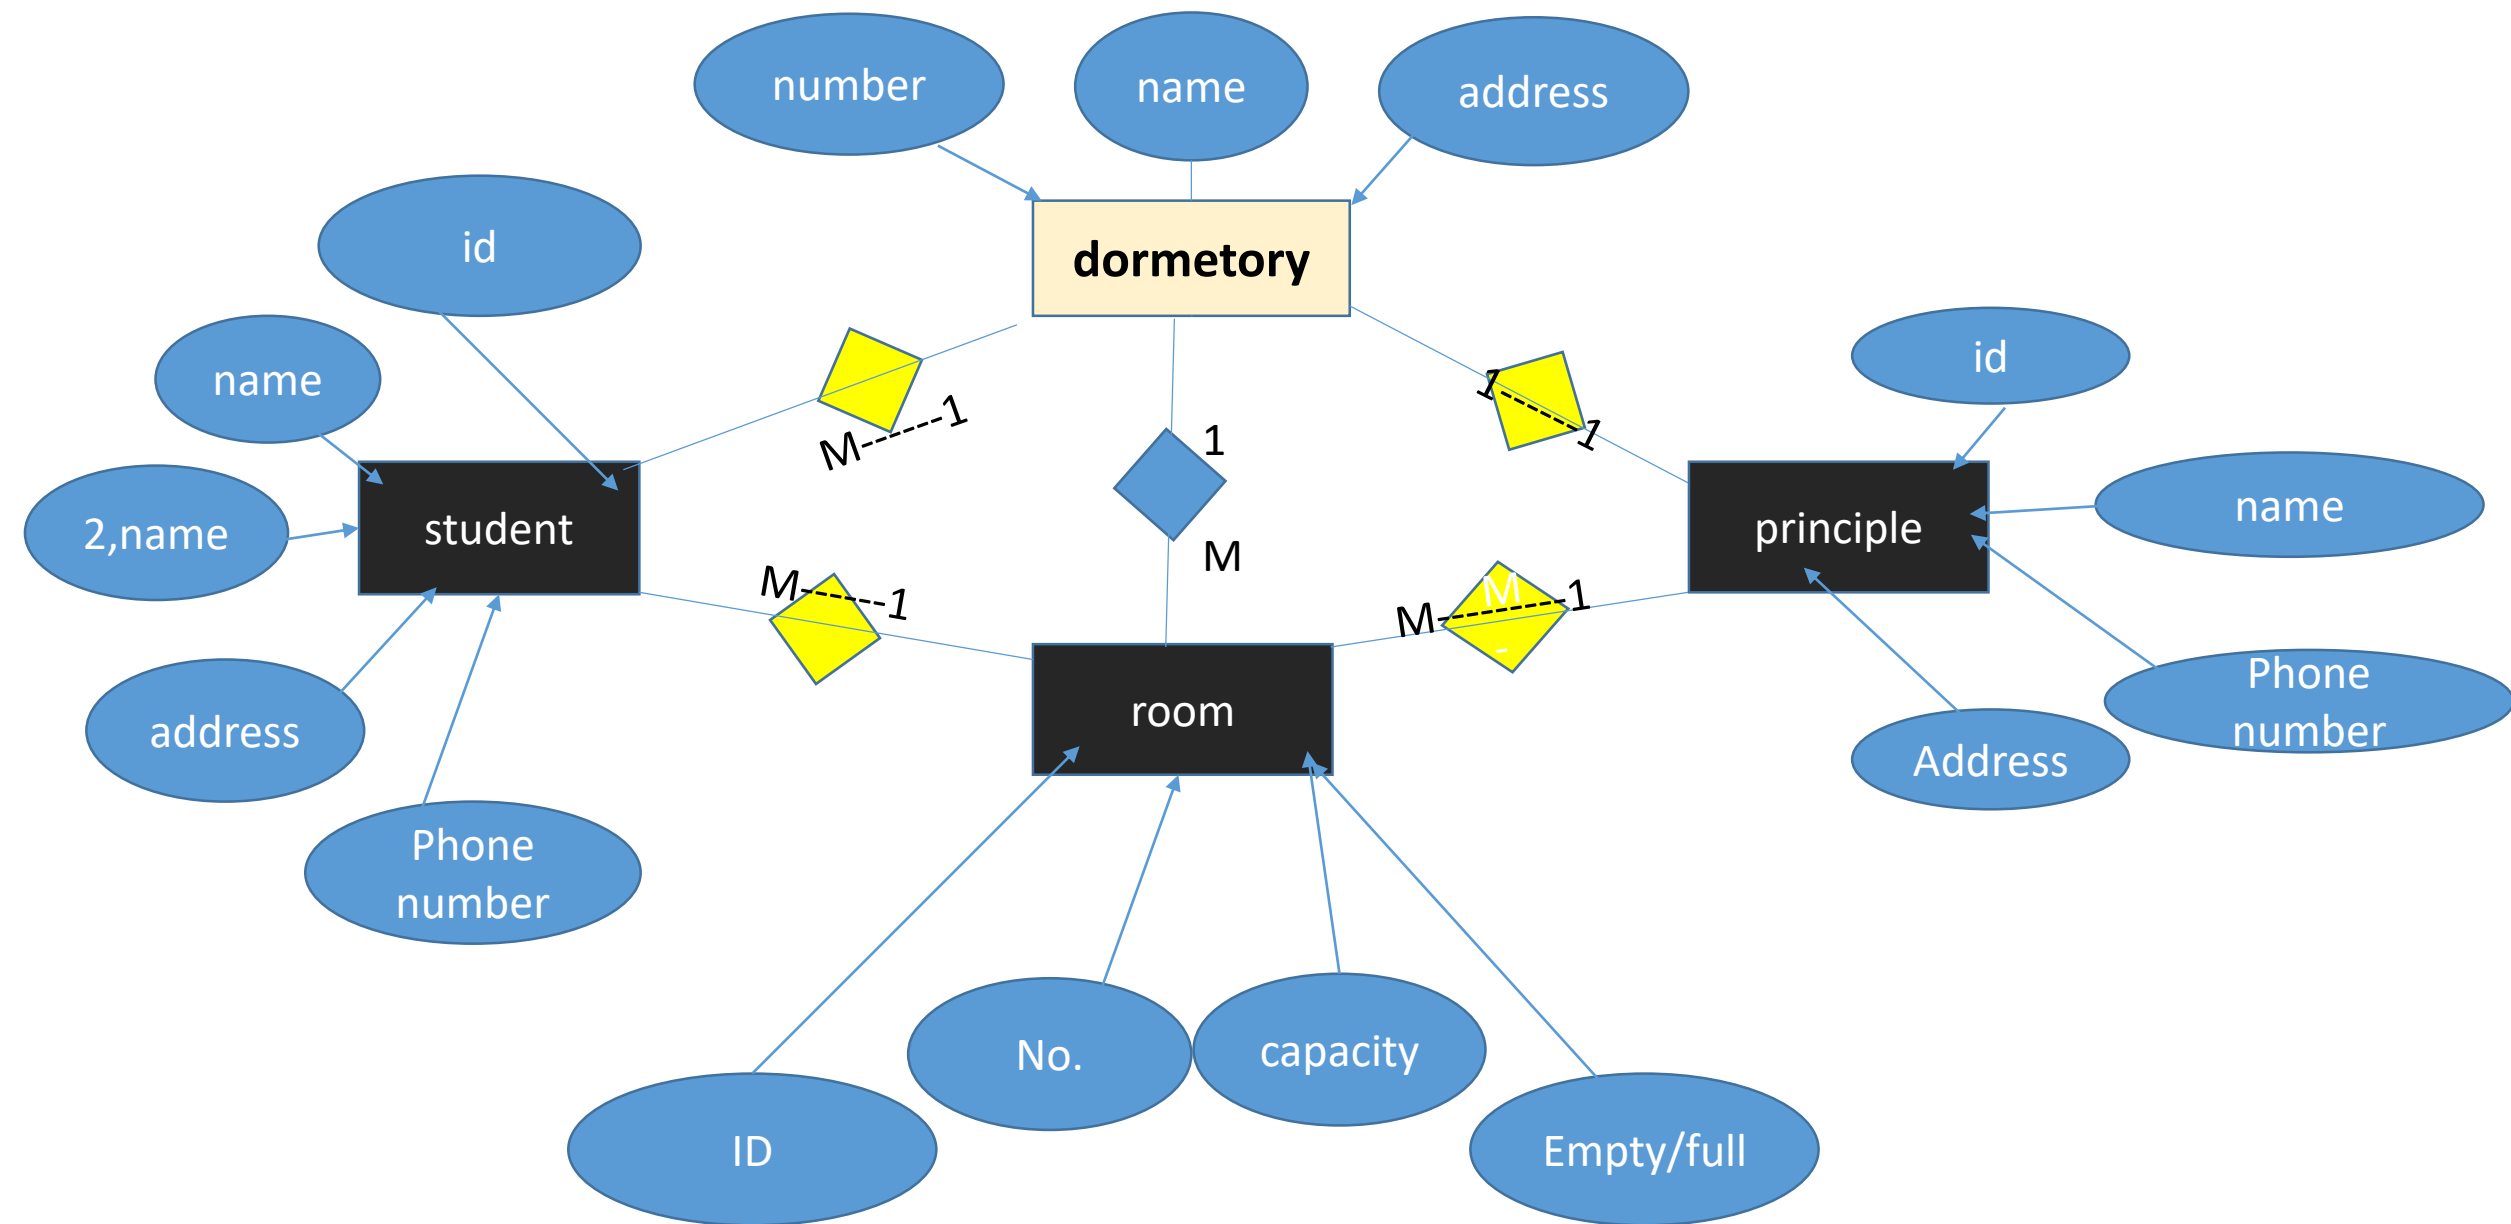 number
name
address
dormetory
id
name
2,name
student
address
Phone
number
M------1
1------1
1
M
M------1
M------1
M
-
id
name
principle
Phone
number
Address
room
ID
No.
capacity
Empty/full